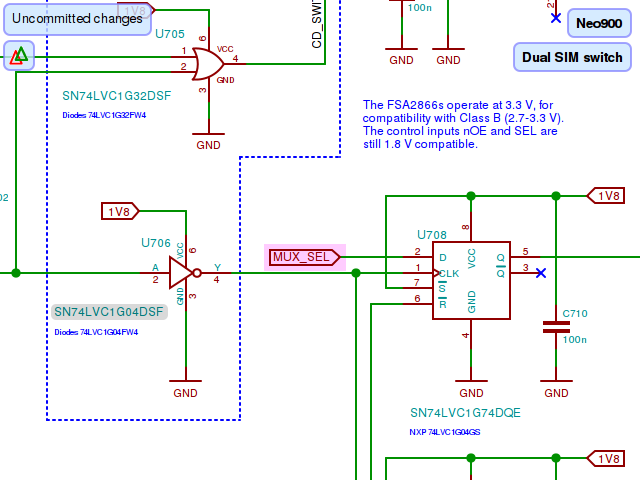 Uncommitted changes
1V8
U705
6
VCC
1
2
4
GND
3
SN74LVC1G32DSF
Diodes 74LVC1G32FW4
GND
CD_SWI
100n
GND
GND
2
Neo900
Dual SIM switch
The FSA2866s operate at 3.3 V, for
compatibility with Class B (2.7-3.3 V).
The control inputs nOE and SEL are
still 1.8 V compatible.
02
1V8
U706
VCC
6
A
2
Y
4
GND
3
SN74LVC1G04DSF
Diodes 74LVC1G04FW4
GND
MUX_SEL
1V8
U708
8
VCC
2
D
1
CLK
7
S
6
R
Q
5
Q
3
GND
4
C710
100n
GND
GND
SN74LVC1G74DQE
NXP 74LVC1G04GS
1V8